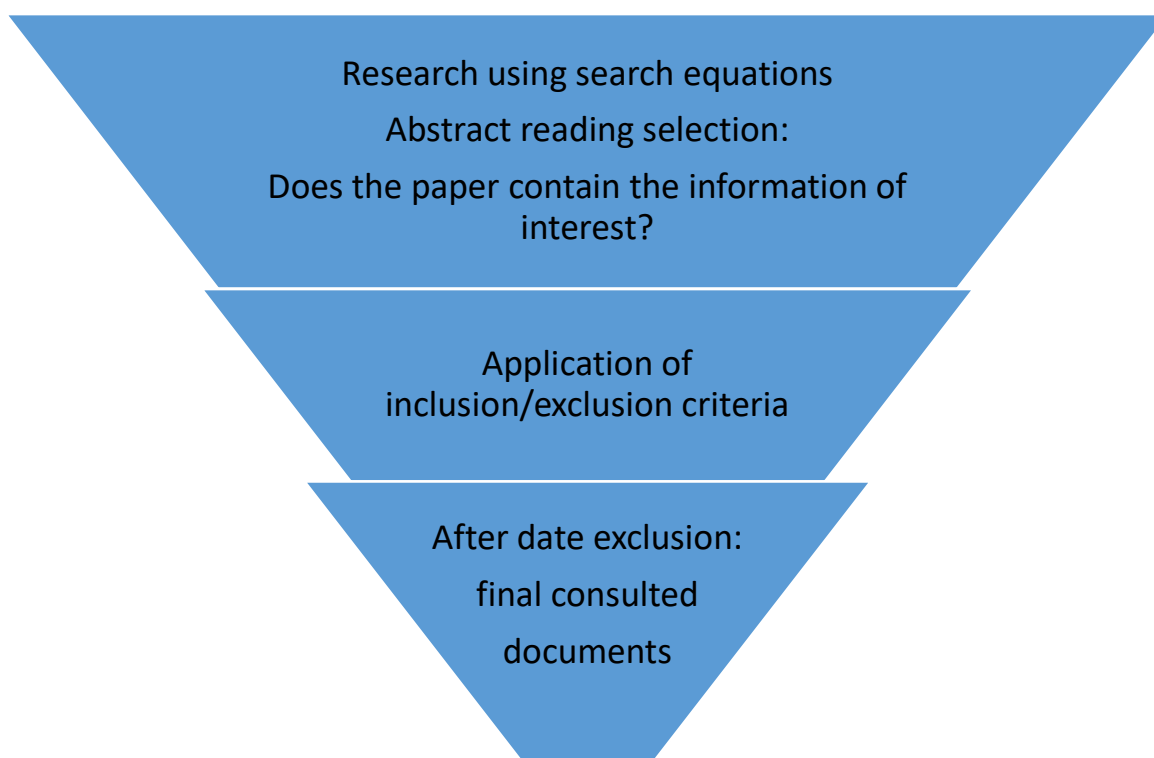 Research using search equations
Abstract reading selection:
Does the paper contain the information of
interest?
Application of
inclusion/exclusion criteria
After date exclusion:
final consulted
documents